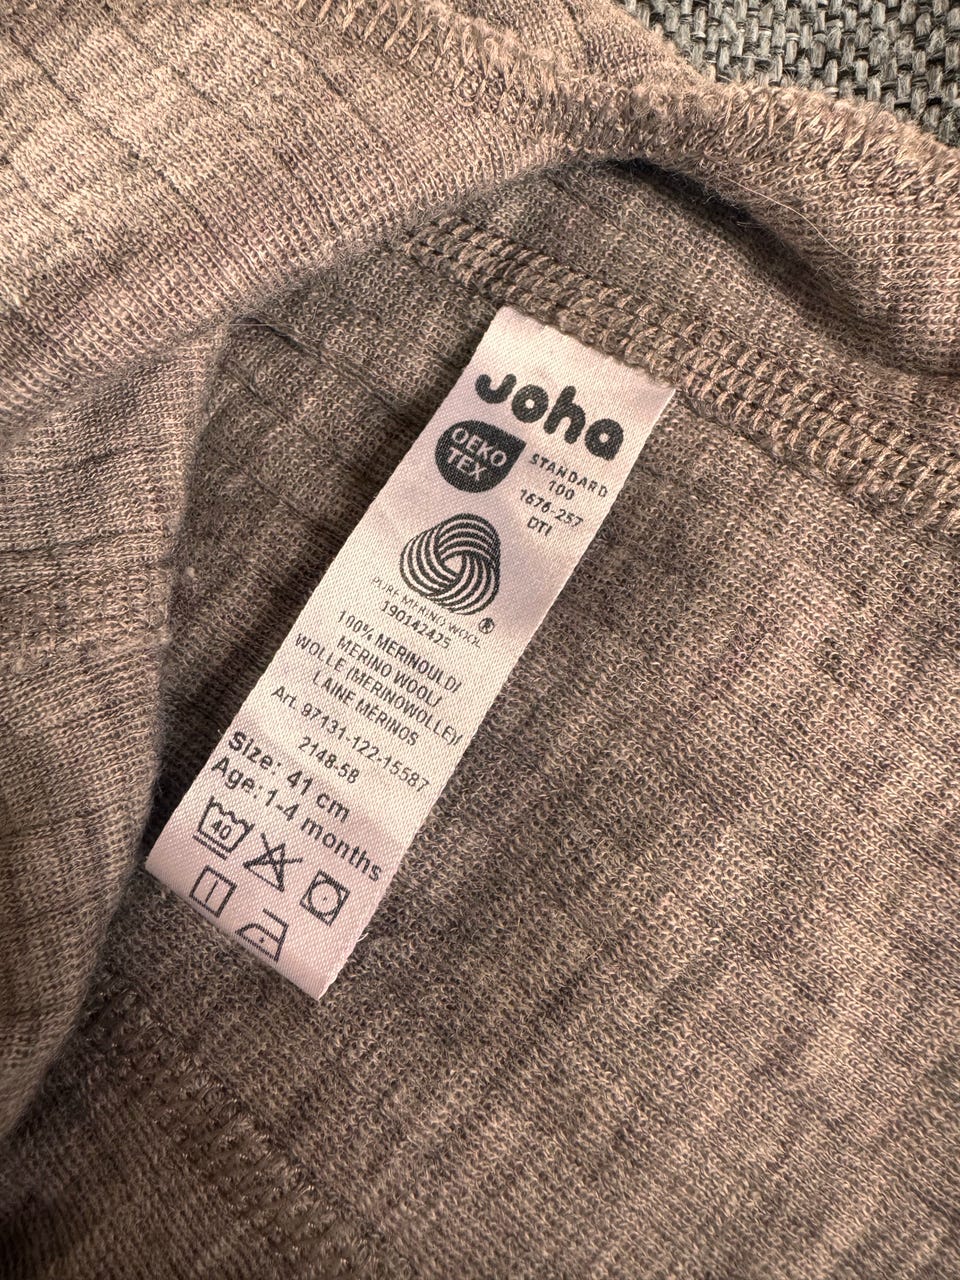 Joha
OEKO
TEX
STANDARD
100
1676-257
DTI
PURE MERINO WOOL
®
190142425
100% MERINOULD/
MERINO WOOL/
WOLLE (MERINOWOLLE)/
LAINE MERINOS
Art. 97131-122-15587
2148-58
Size: 41 cm
Age: 1-4 months
40